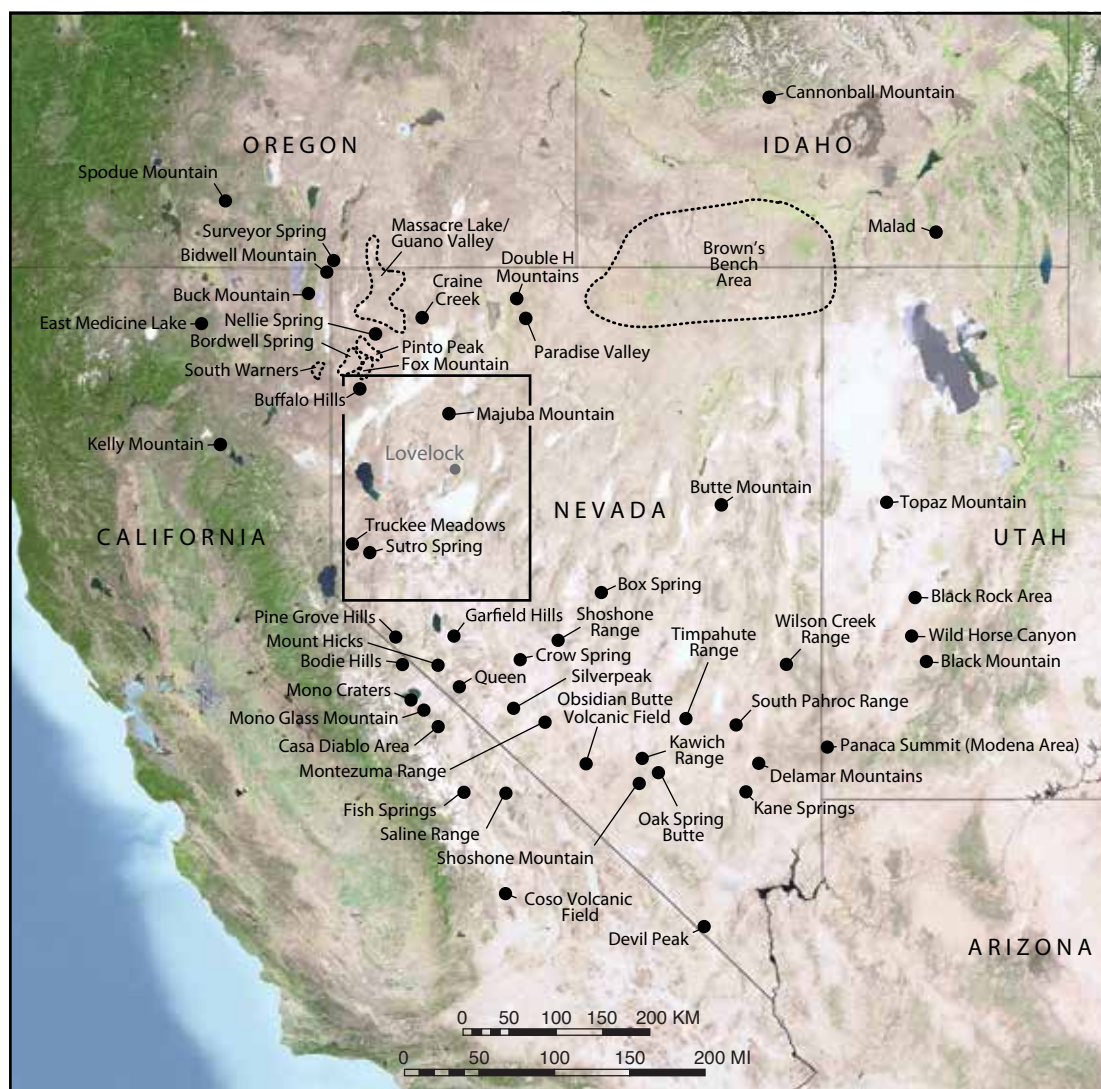 Cannonball Mountain
OREGON
IDAHO
Spodue Mountain
Massacre Lake/
Guano Valley
Surveyor Spring
Bidwell Mountain
Malad
Brown's
Bench
Area
Double H
Mountains
Craine
Creek
Buck Mountain
East Medicine Lake
Nellie Spring
Bordwell Spring
Pinto Peak
Paradise Valley
South Warners
Fox Mountain
Buffalo Hills
Majuba Mountain
Kelly Mountain
Lovelock
Butte Mountain
Topaz Mountain
NEVADA
CALIFORNIA
UTAH
Truckee Meadows
Sutro Spring
Box Spring
Black Rock Area
Pine Grove Hills
Garfield Hills
Shoshone
Range
Wilson Creek
Range
Timpahute
Range
Wild Horse Canyon
Mount Hicks
Bodie Hills
Crow Spring
Black Mountain
Queen
Silverpeak
Mono Craters
Obsidian Butte
Volcanic Field
South Pahroc Range
Mono Glass Mountain
Casa Diablo Area
Kawich
Range
Panaca Summit (Modena Area)
Montezuma Range
Delamar Mountains
Fish Springs
Kane Springs
Saline Range
Oak Spring
Butte
Shoshone Mountain
Coso Volcanic
Field
Devil Peak
ARIZONA
0 50 100 150 200 KM
0 50 100 150 200 MI